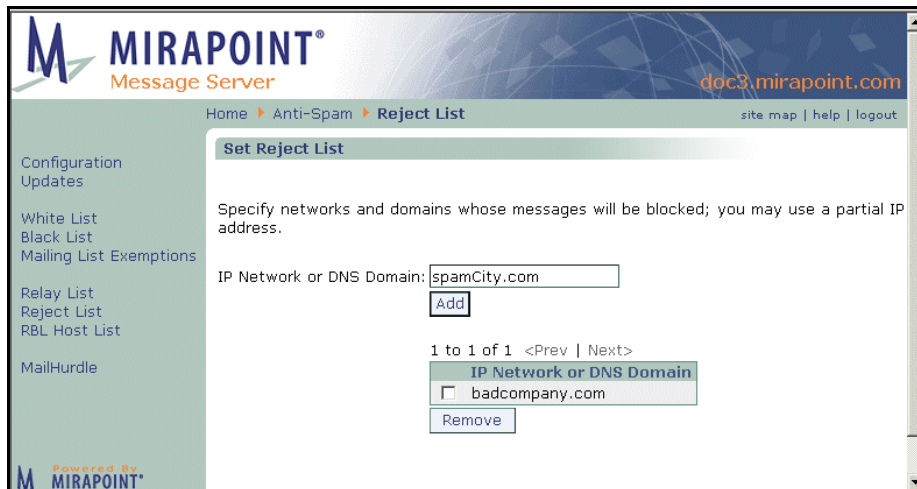 MIRAPOINT®
Message Server
doc3.mirapoint.com
Home Anti-Spam Reject List
site map | help | logout
Configuration
Updates
White List
Black List
Mailing List Exemptions
Relay List
Reject List
RBL Host List
MailHurdle
Powered By
MIRAPOINT®
Set Reject List
Specify networks and domains whose messages will be blocked; you may use a partial IP
address.
IP Network or DNS Domain: spamCity.com
Add
1 to 1 of 1 <Prev | Next>
IP Network or DNS Domain
badcompany.com
Remove